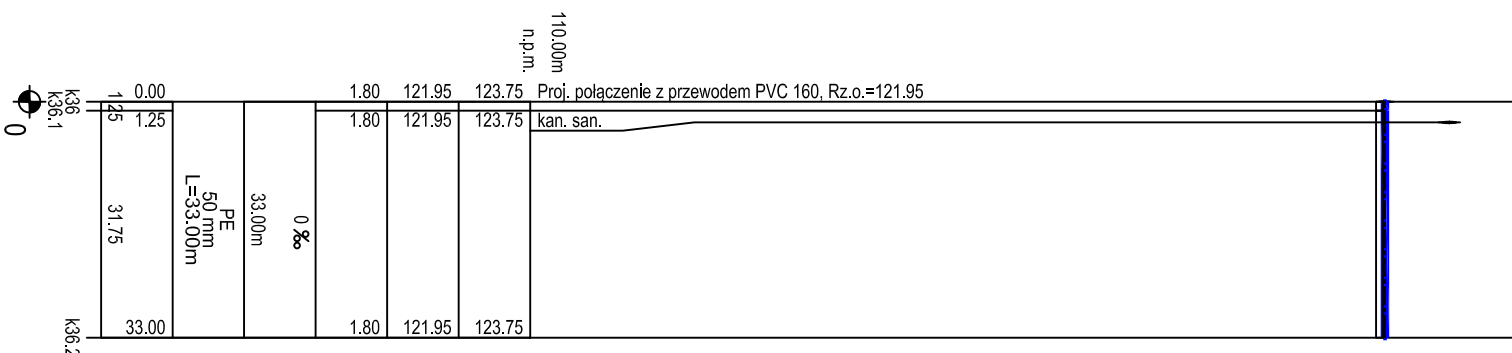 110.00m
n.p.m.
0.00 1.80 121.95 123.75 Proj. połączenie z przewodem PVC 160, Rz.o.=121.95
k36
k36.1
1.25
1.25 1.80 121.95 123.75 kan. san.
0
31.75
PE
50 mm
L=33.00m
0 ‰
33.00m
33.00 1.80 121.95 123.75
k36.2